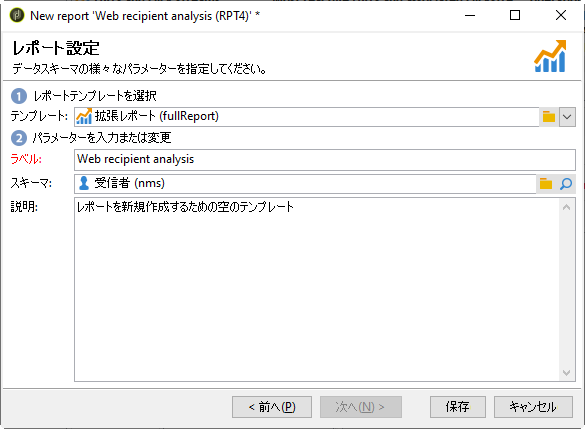 New report 'Web recipient analysis (RPT4)' *
レポート設定
データスキーマの様々なパラメーターを指定してください。
1 レポートテンプレートを選択
テンプレート: 拡張レポート (fullReport)
2 パラメーターを入力または変更
ラベル: Web recipient analysis
スキーマ: 受信者 (nms)
説明: レポートを新規作成するための空のテンプレート
< 前へ(P) 次へ(N) > 保存 キャンセル